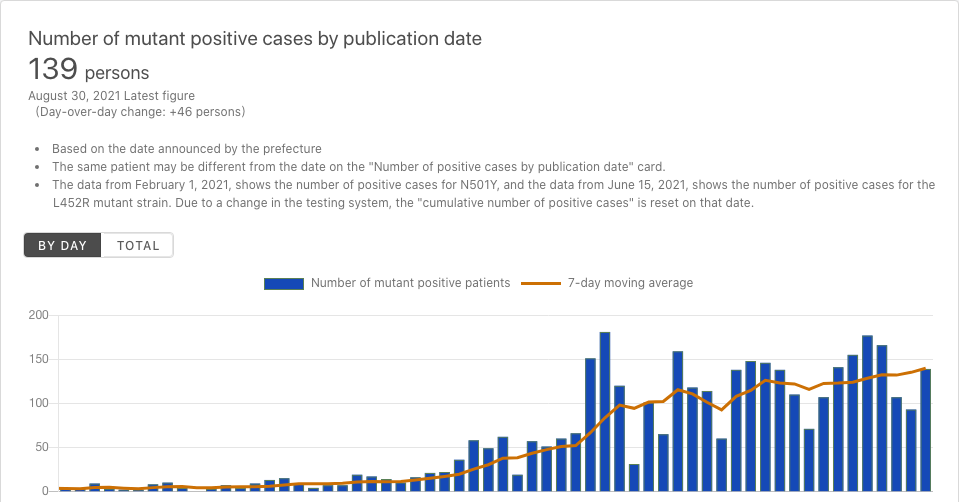 Number of mutant positive cases by publication date
139 persons
August 30, 2021 Latest figure
(Day-over-day change: +46 persons)
• Based on the date announced by the prefecture
• The same patient may be different from the date on the "Number of positive cases by publication date" card.
• The data from February 1, 2021, shows the number of positive cases for N501Y, and the data from June 15, 2021, shows the number of positive cases for the
L452R mutant strain. Due to a change in the testing system, the "cumulative number of positive cases" is reset on that date.
BY DAY TOTAL
Number of mutant positive patients 7-day moving average
200
150
100
50
0